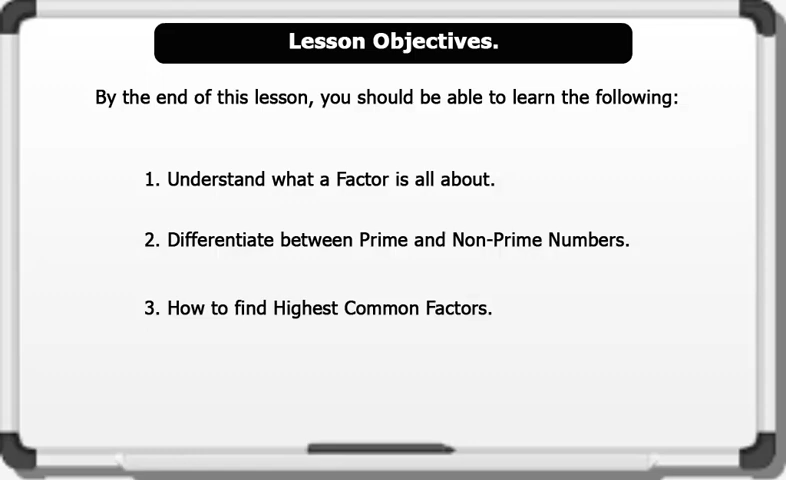 Lesson Objectives.
By the end of this lesson, you should be able to learn the following:
1. Understand what a Factor is all about.
2. Differentiate between Prime and Non-Prime Numbers.
3. How to find Highest Common Factors.